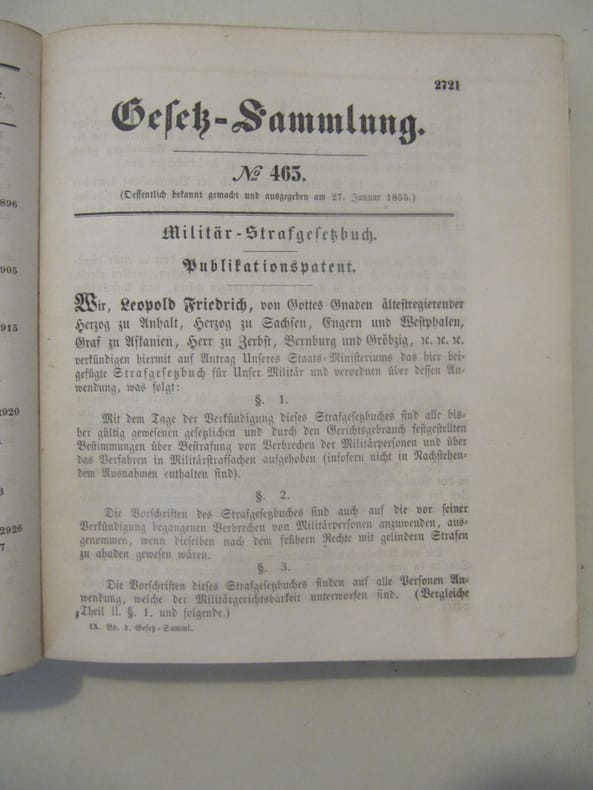 2721
Gesetz-Sammlung.
№ 465.
(Oeffentlich bekannt gemacht und ausgegeben am 27. Januar 1855.)
Militär-Strafgesetzbuch.
Publikationspatent.
Wir, Leopold Friedrich, von Gottes Gnaden ältestregierender
Herzog zu Anhalt, Herzog zu Sachsen, Engern und Westphalen,
Graf zu Askanien, Herr zu Zerbst, Bernburg und Gröbzig, ꝛc. ꝛc. ꝛc.
verkündigen hiermit auf Antrag Unseres Staats-Ministeriums das hier bei-
gefügte Strafgesetzbuch für Unser Militär und verordnen über dessen An-
wendung, was folgt:
§. 1.
Mit dem Tage der Verkündigung dieses Strafgesetzbuches sind alle bis-
her gültig gewesenen gesetzlichen und durch den Gerichtsgebrauch festgestellten
Bestimmungen über Bestrafung von Verbrechen der Militärpersonen und über
das Verfahren in Militärstrafsachen aufgehoben (insofern nicht in Nachstehen-
dem Ausnahmen enthalten sind).
§. 2.
Die Vorschriften des Strafgesetzbuches sind auch auf die vor seiner
Verkündigung begangenen Verbrechen von Militärpersonen anzuwenden, aus-
genommen, wenn dieselben nach dem frühern Rechte mit gelindern Strafen
zu ahnden gewesen wären.
§. 3.
Die Vorschriften dieses Strafgesetzbuches finden auf alle Personen An-
wendung, welche der Militärgerichtsbarkeit unterworfen sind. (Vergleiche
Theil II. §. 1. und folgende.)
IX. Bd. d. Gesetz-Samml.
896
905
915
2920
2926
7